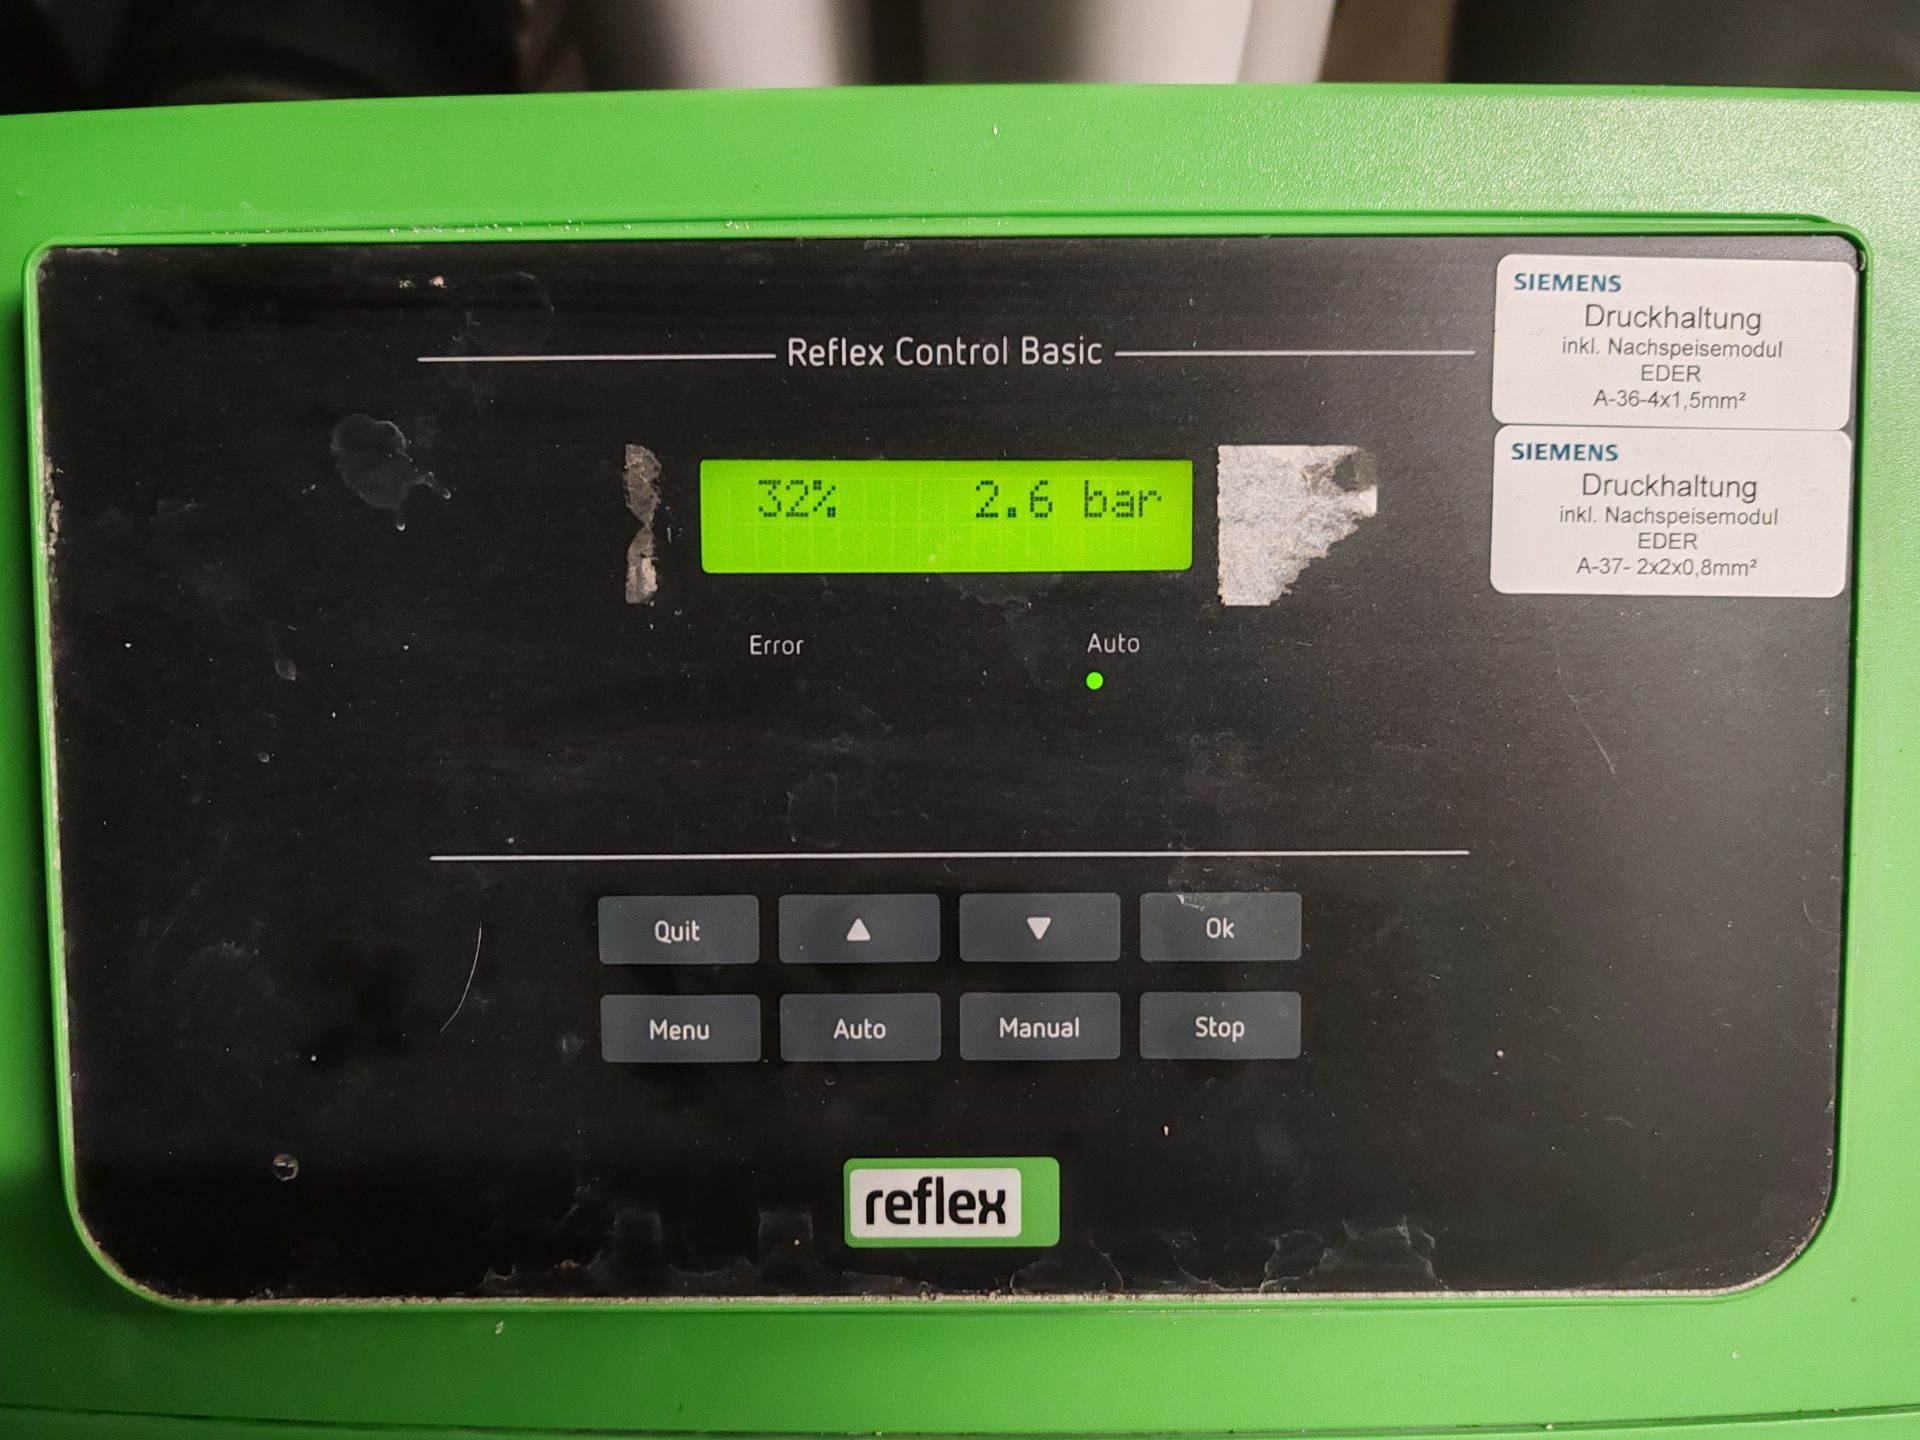 SIEMENS
Druckhaltung
inkl. Nachspeisemodul
EDER
A-36-4x1,5mm²
SIEMENS
Druckhaltung
inkl. Nachspeisemodul
EDER
A-37- 2x2x0,8mm²
Reflex Control Basic
32% 2.6 bar
Error Auto
Quit ▲ ▼ Ok
Menu Auto Manual Stop
reflex